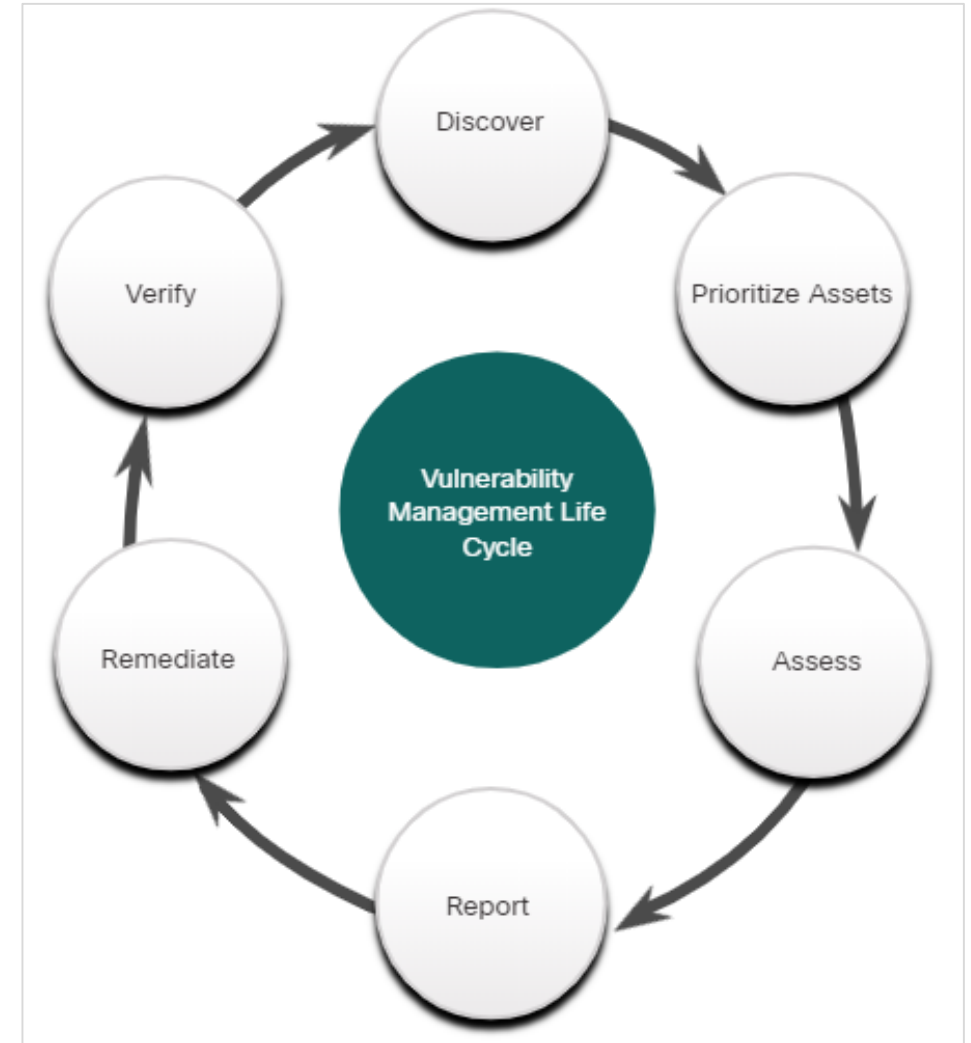 Discover
Prioritize Assets
Assess
Report
Remediate
Verify
Vulnerability
Management Life
Cycle